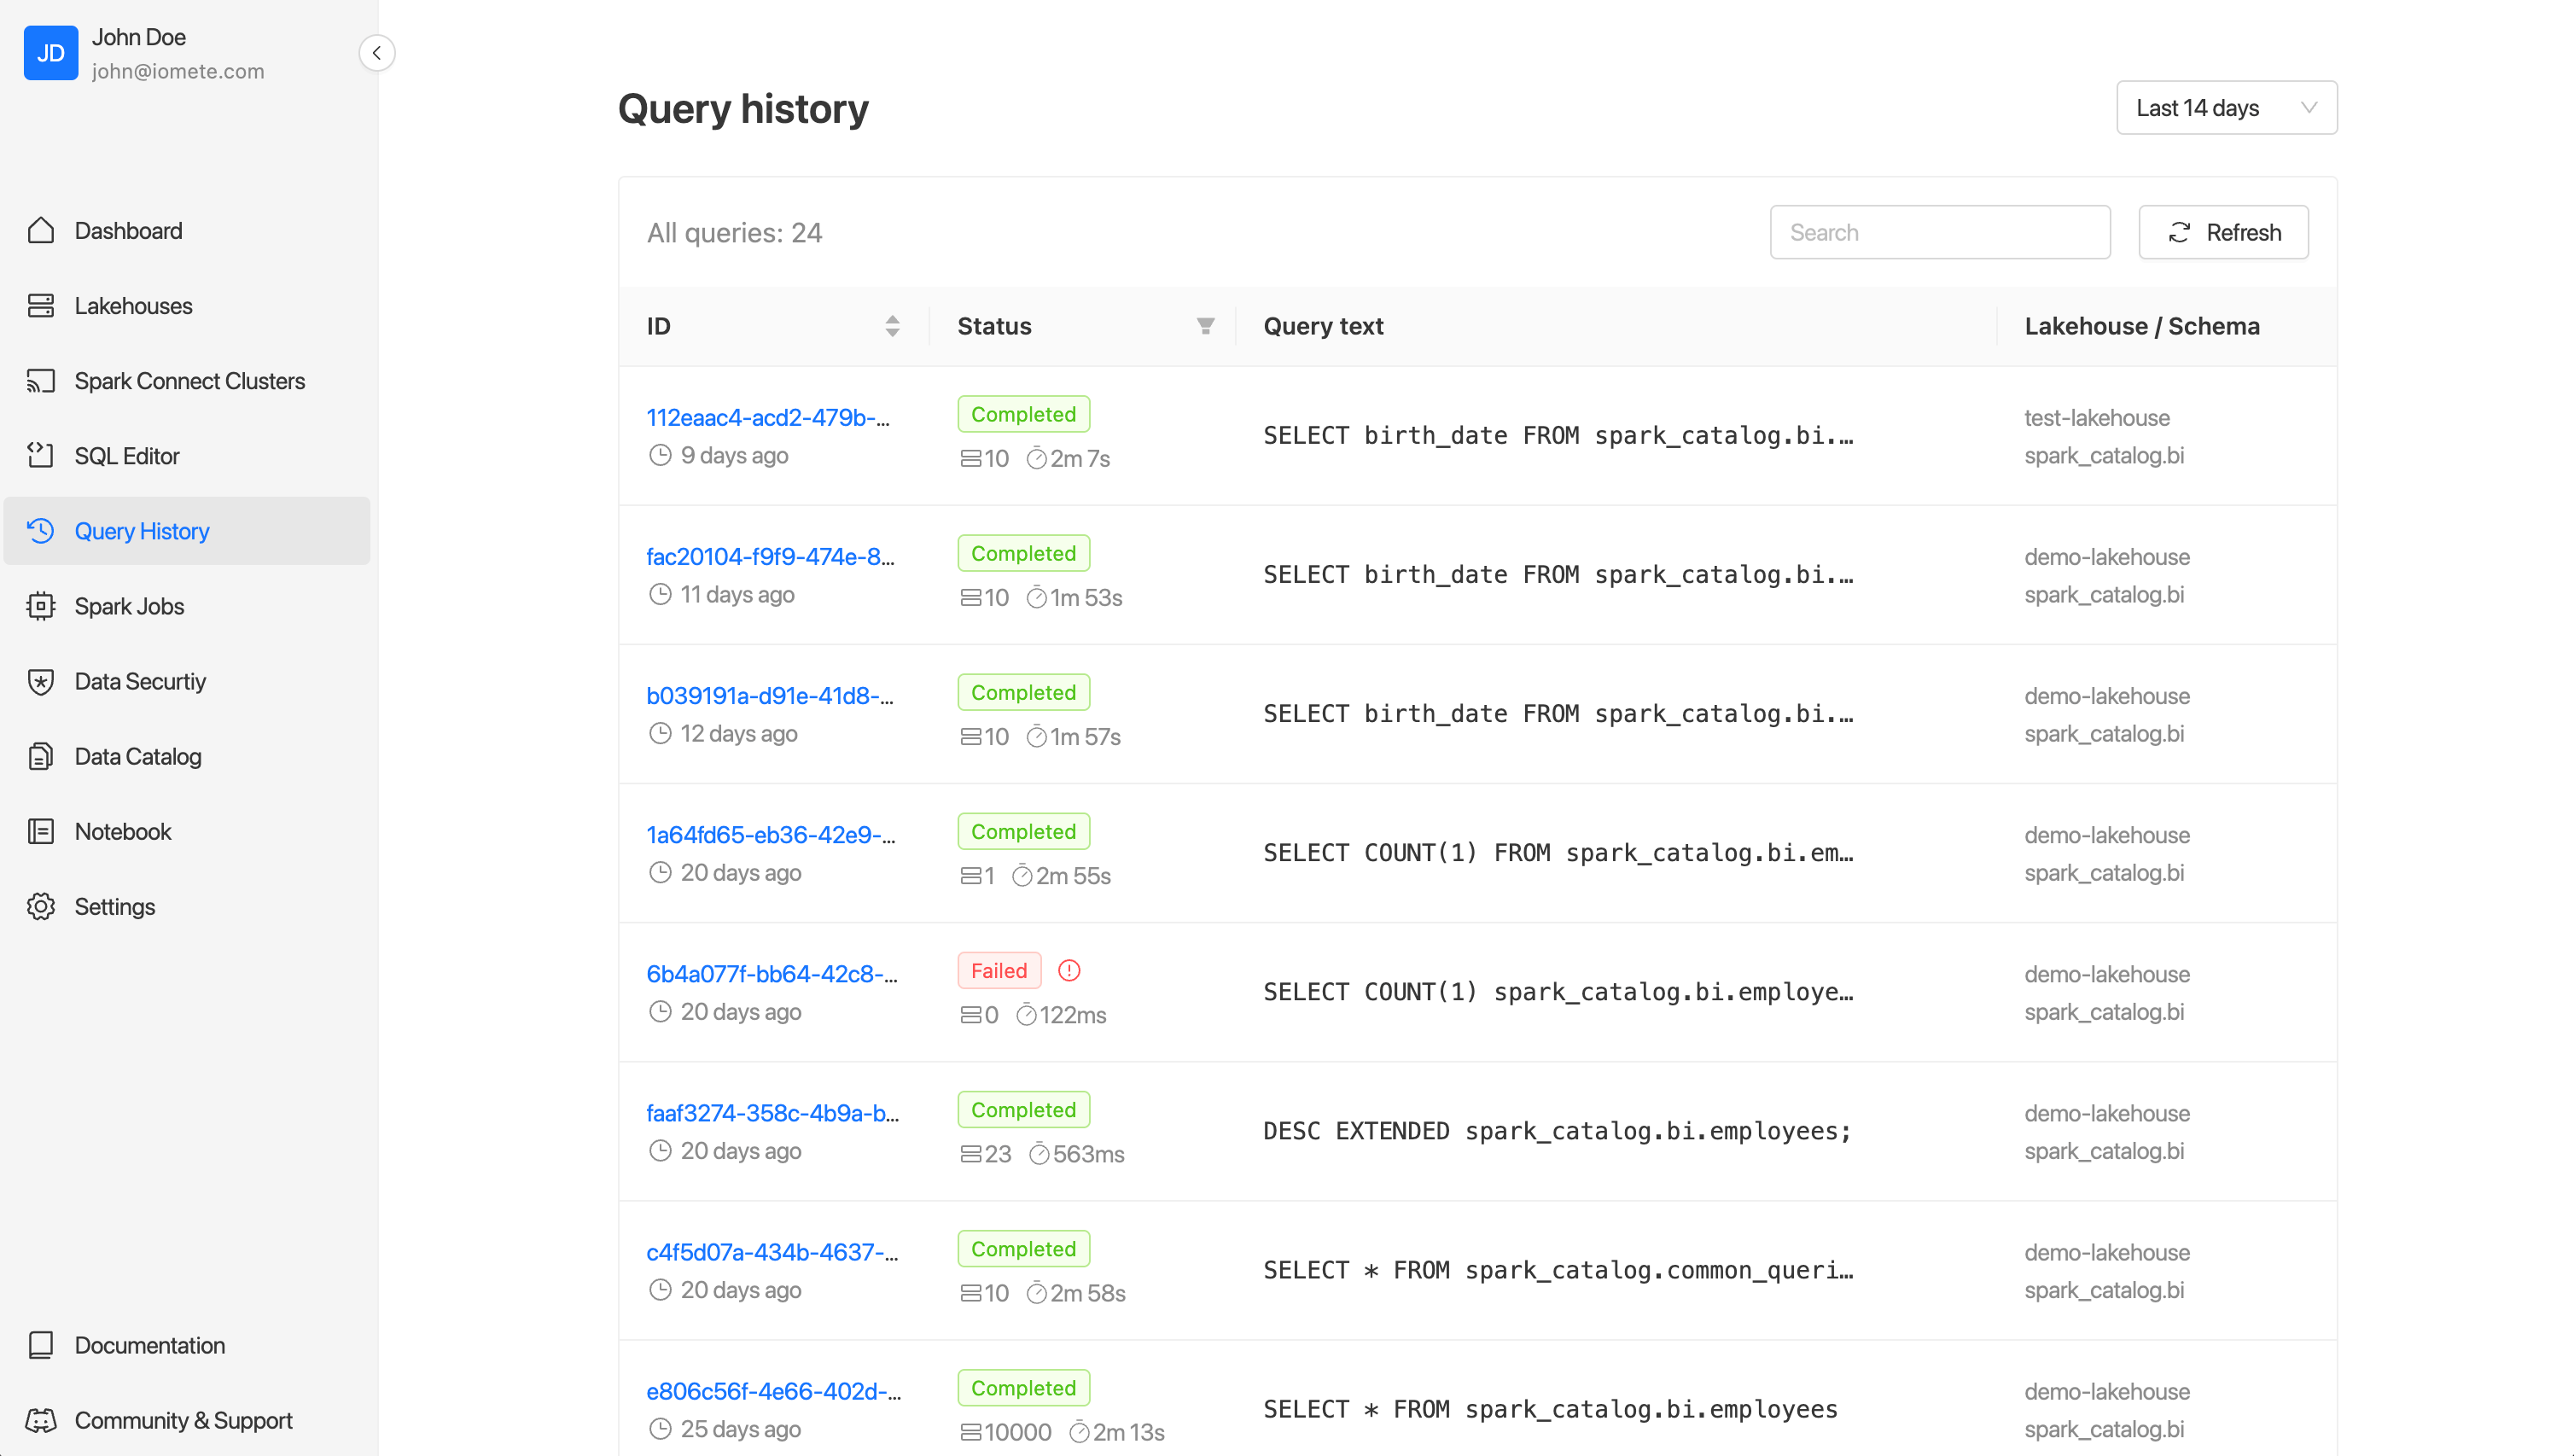 JD
John Doe
john@iomete.com
Dashboard
Lakehouses
Spark Connect Clusters
SQL Editor
Query History
Spark Jobs
Data Securtiy
Data Catalog
Notebook
Settings
Documentation
Community & Support
Query history
Last 14 days
All queries: 24
Search
Refresh
ID Status Query text Lakehouse / Schema
112eaac4-acd2-479b-... Completed SELECT birth_date FROM spark_catalog.bi.… test-lakehouse
9 days ago 10 2m 7s spark_catalog.bi
fac20104-f9f9-474e-8... Completed SELECT birth_date FROM spark_catalog.bi.… demo-lakehouse
11 days ago 10 1m 53s spark_catalog.bi
b039191a-d91e-41d8-... Completed SELECT birth_date FROM spark_catalog.bi.… demo-lakehouse
12 days ago 10 1m 57s spark_catalog.bi
1a64fd65-eb36-42e9-... Completed SELECT COUNT(1) FROM spark_catalog.bi.em… demo-lakehouse
20 days ago 1 2m 55s spark_catalog.bi
6b4a077f-bb64-42c8-... Failed SELECT COUNT(1) spark_catalog.bi.employe… demo-lakehouse
20 days ago 0 122ms spark_catalog.bi
faaf3274-358c-4b9a-b... Completed DESC EXTENDED spark_catalog.bi.employees; demo-lakehouse
20 days ago 23 563ms spark_catalog.bi
c4f5d07a-434b-4637-... Completed SELECT * FROM spark_catalog.common_queri… demo-lakehouse
20 days ago 10 2m 58s spark_catalog.bi
e806c56f-4e66-402d-... Completed SELECT * FROM spark_catalog.bi.employees demo-lakehouse
25 days ago 10000 2m 13s spark_catalog.bi